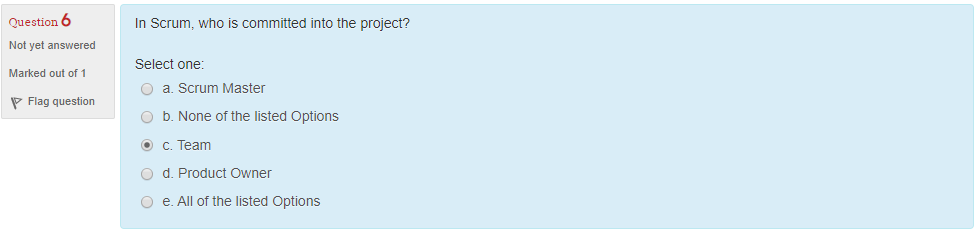 Question 6
Not yet answered
Marked out of 1
Flag question
In Scrum, who is committed into the project?
Select one:
a. Scrum Master
b. None of the listed Options
c. Team
d. Product Owner
e. All of the listed Options